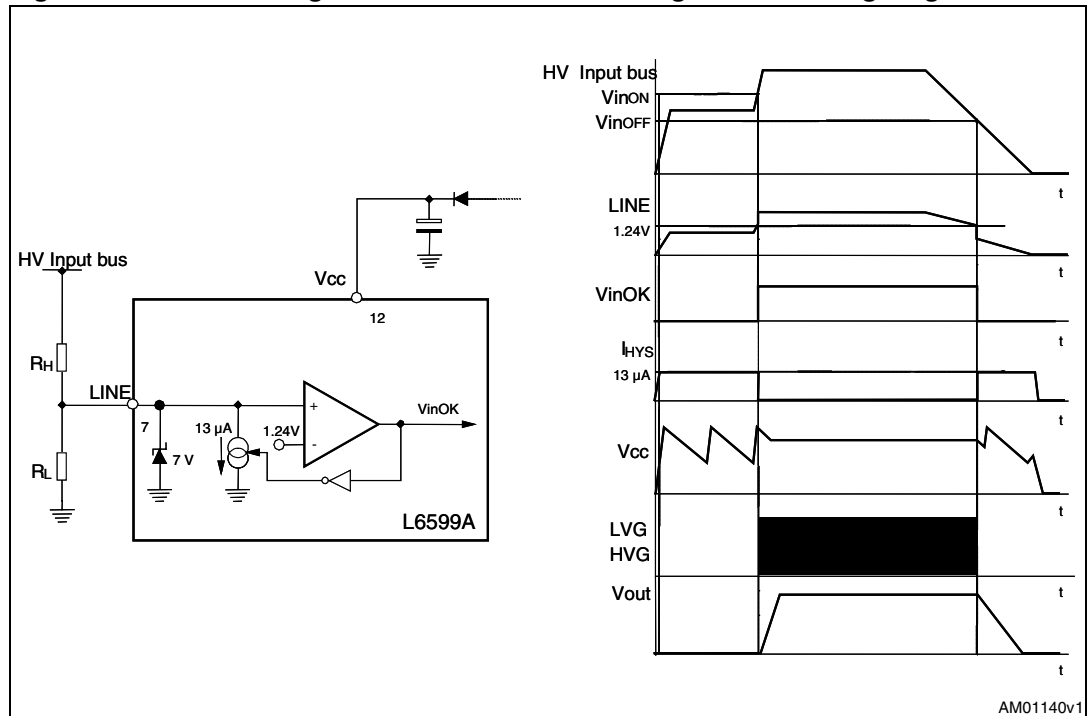 HV Input bus
RH
RL
LINE
7
7 V
13 µA
1.24V
+
-
VinOK
Vcc
12
L6599A
HV Input bus
VinON
VinOFF
t
LINE
1.24V
t
VinOK
t
IHYS
13 µA
t
Vcc
t
LVG
HVG
t
Vout
t
AM01140v1